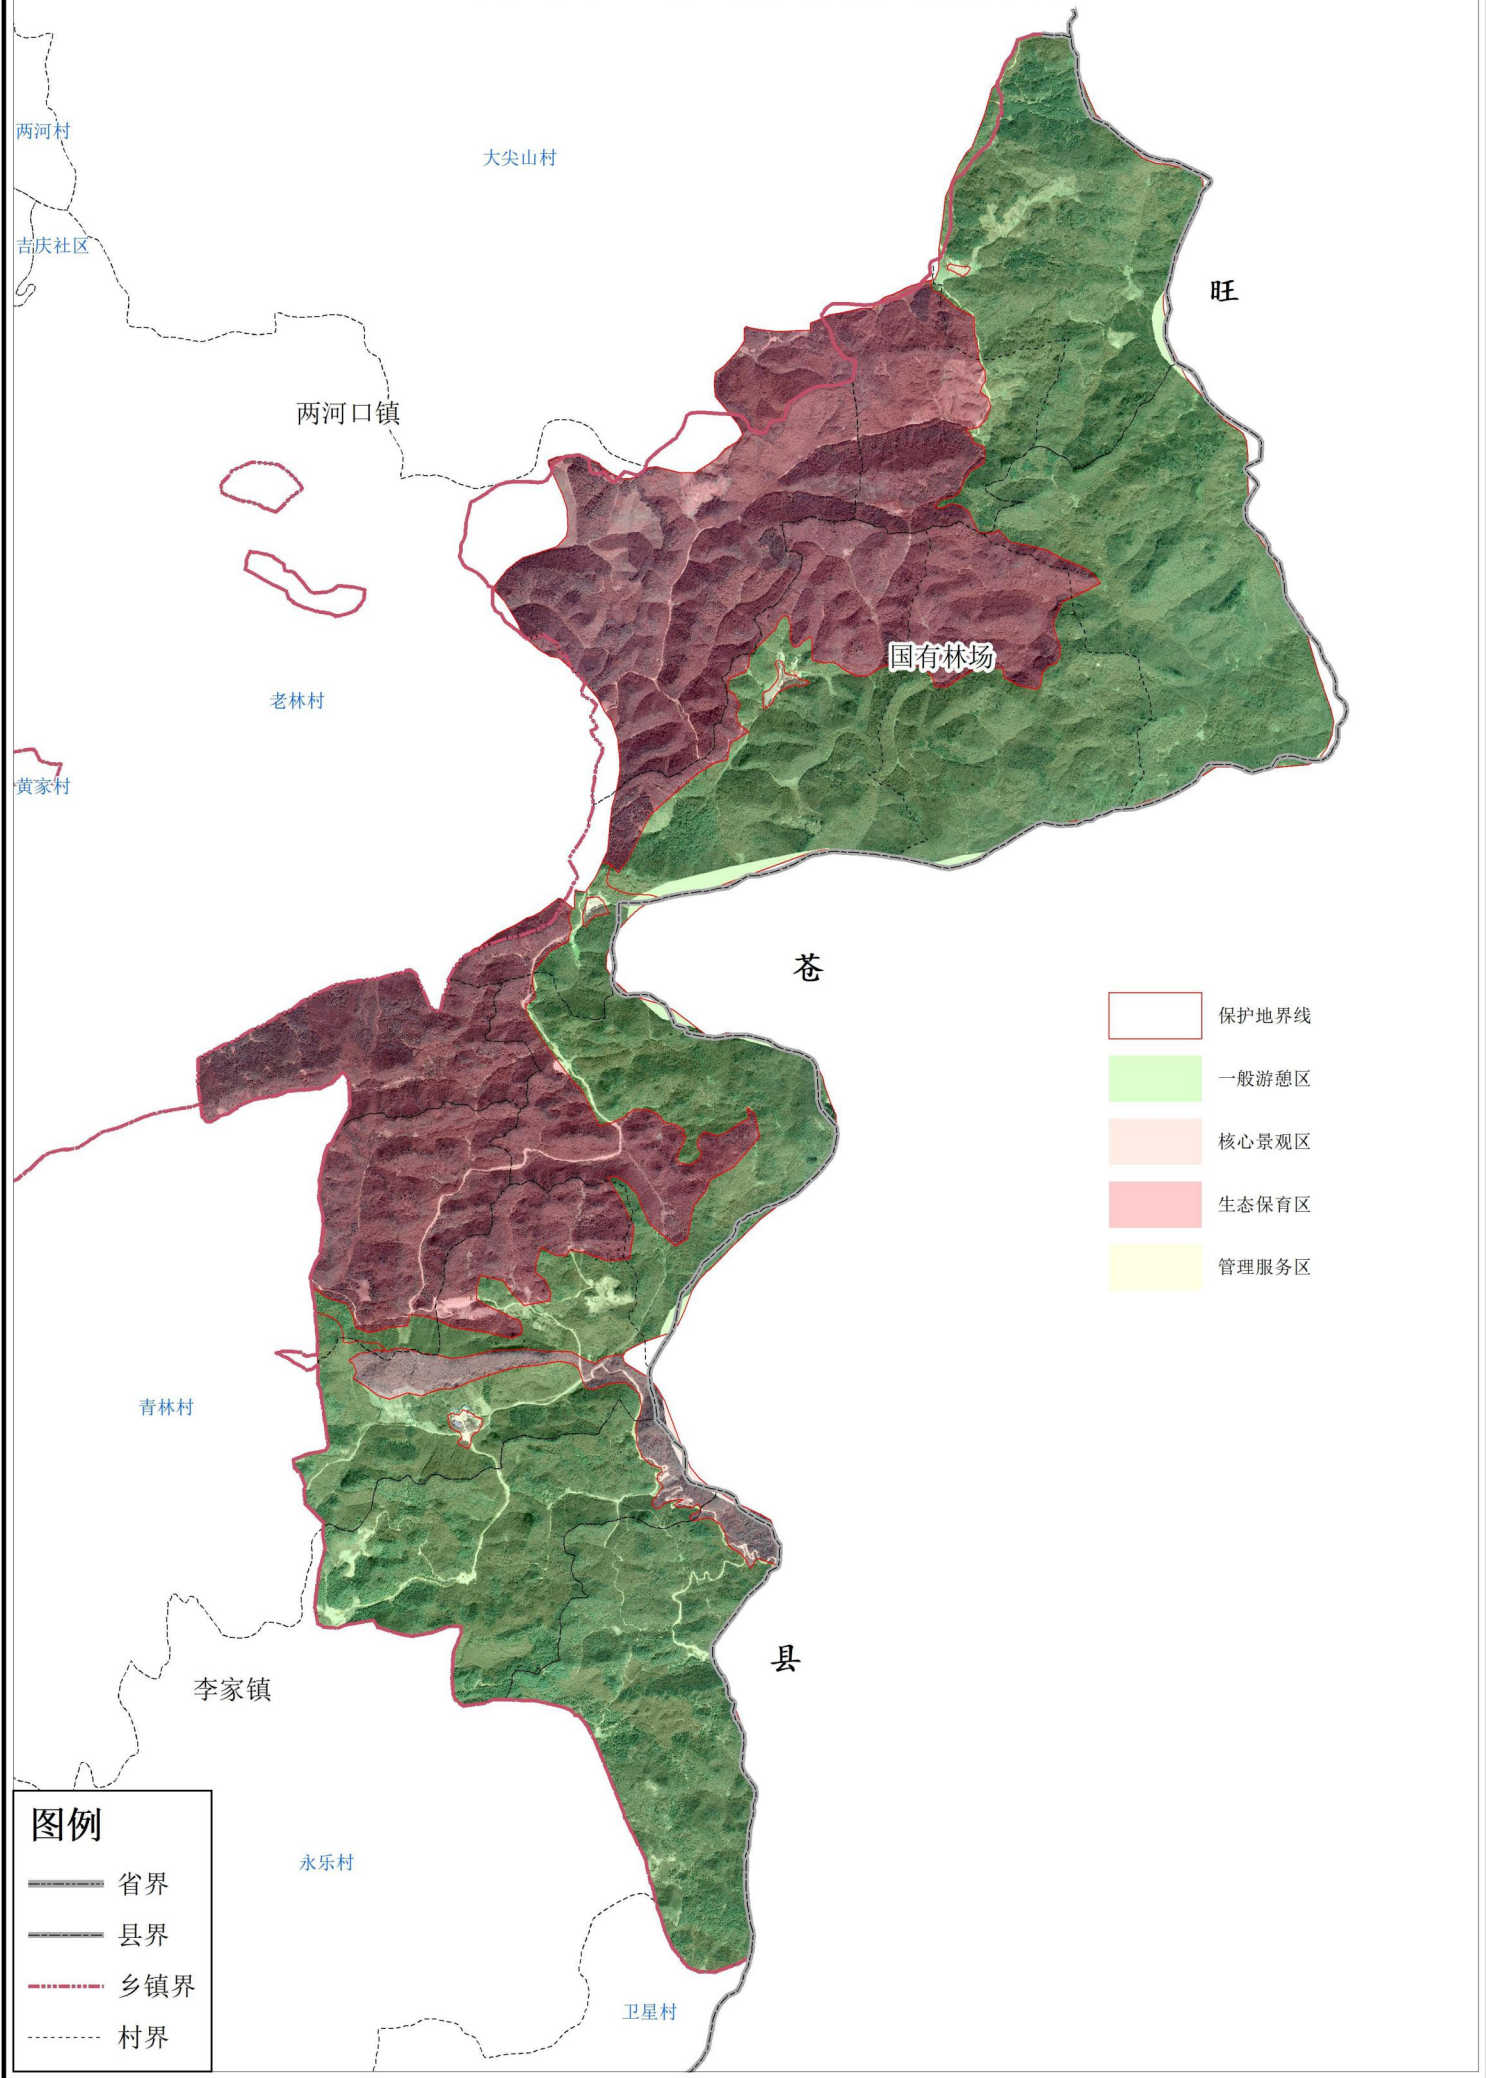 两河村
大尖山村
吉庆社区
旺
两河口镇
国有林场
老林村
黄家村
苍
保护地界线
一般游憩区
核心景观区
生态保育区
管理服务区
青林村
县
李家镇
图例
省界
县界
乡镇界
村界
永乐村
卫星村